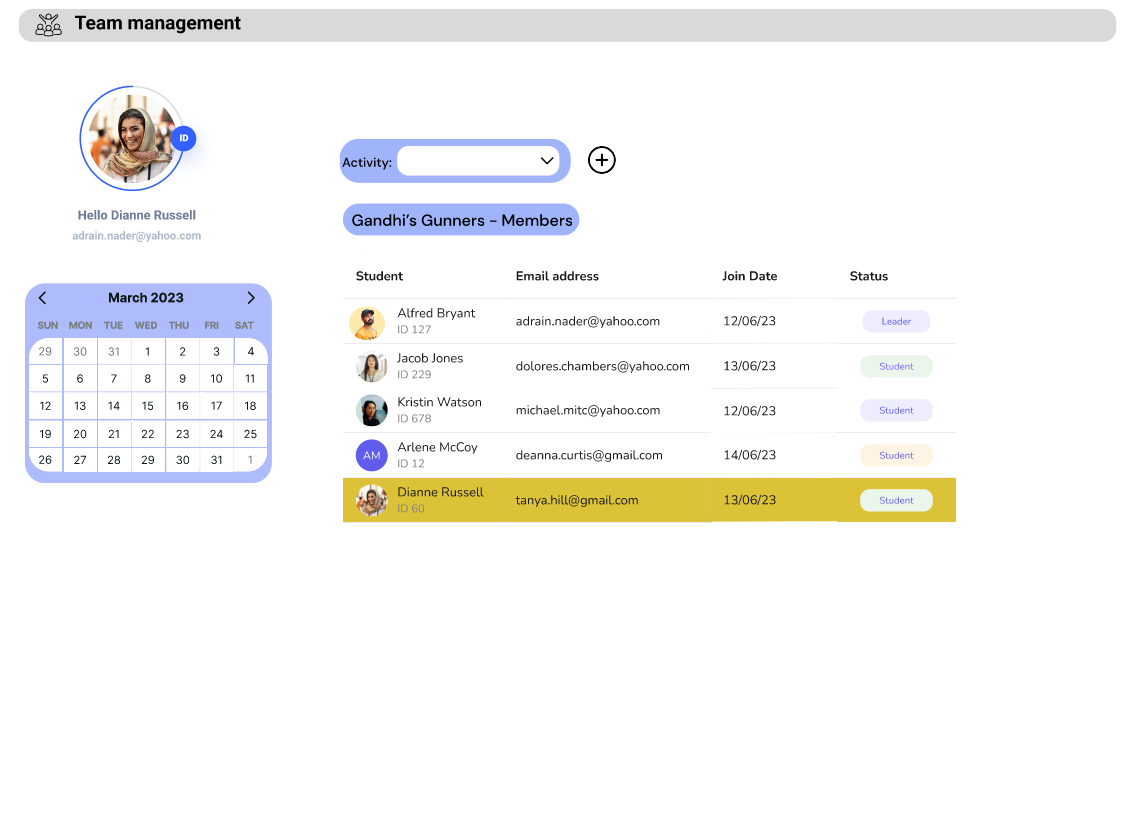 Team management
ID
Hello Dianne Russell
adrain.nader@yahoo.com
March 2023
SUN MON TUE WED THU FRI SAT
29 30 31 1 2 3 4
5 6 7 8 9 10 11
12 13 14 15 16 17 18
19 20 21 22 23 24 25
26 27 28 29 30 31 1
Activity:
Gandhi's Gunners - Members
Student Email address Join Date Status
Alfred Bryant
ID 127
adrain.nader@yahoo.com 12/06/23 Leader
Jacob Jones
ID 229
dolores.chambers@yahoo.com 13/06/23 Student
Kristin Watson
ID 678
michael.mitc@yahoo.com 12/06/23 Student
AM
Arlene McCoy
ID 12
deanna.curtis@gmail.com 14/06/23 Student
Dianne Russell
ID 60
tanya.hill@gmail.com 13/06/23 Student